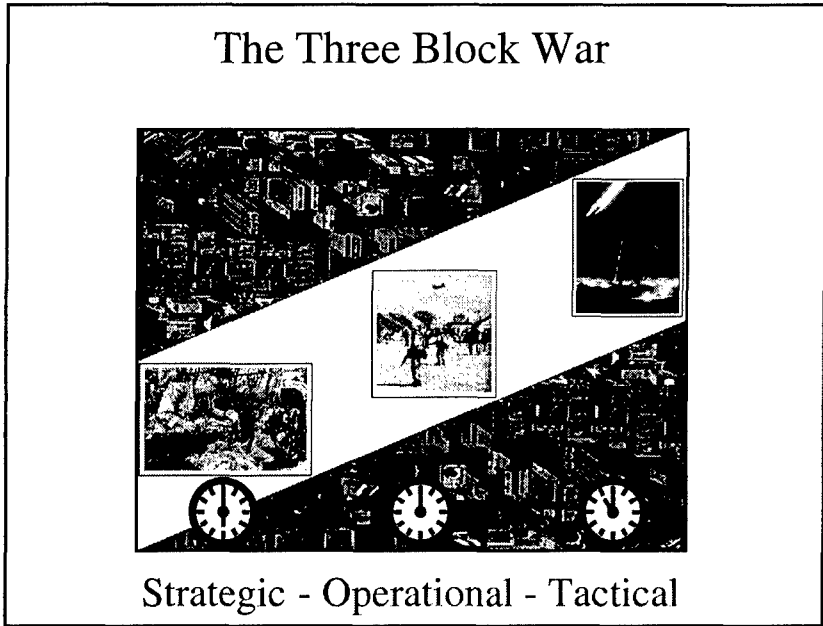 The Three Block War
Strategic - Operational - Tactical